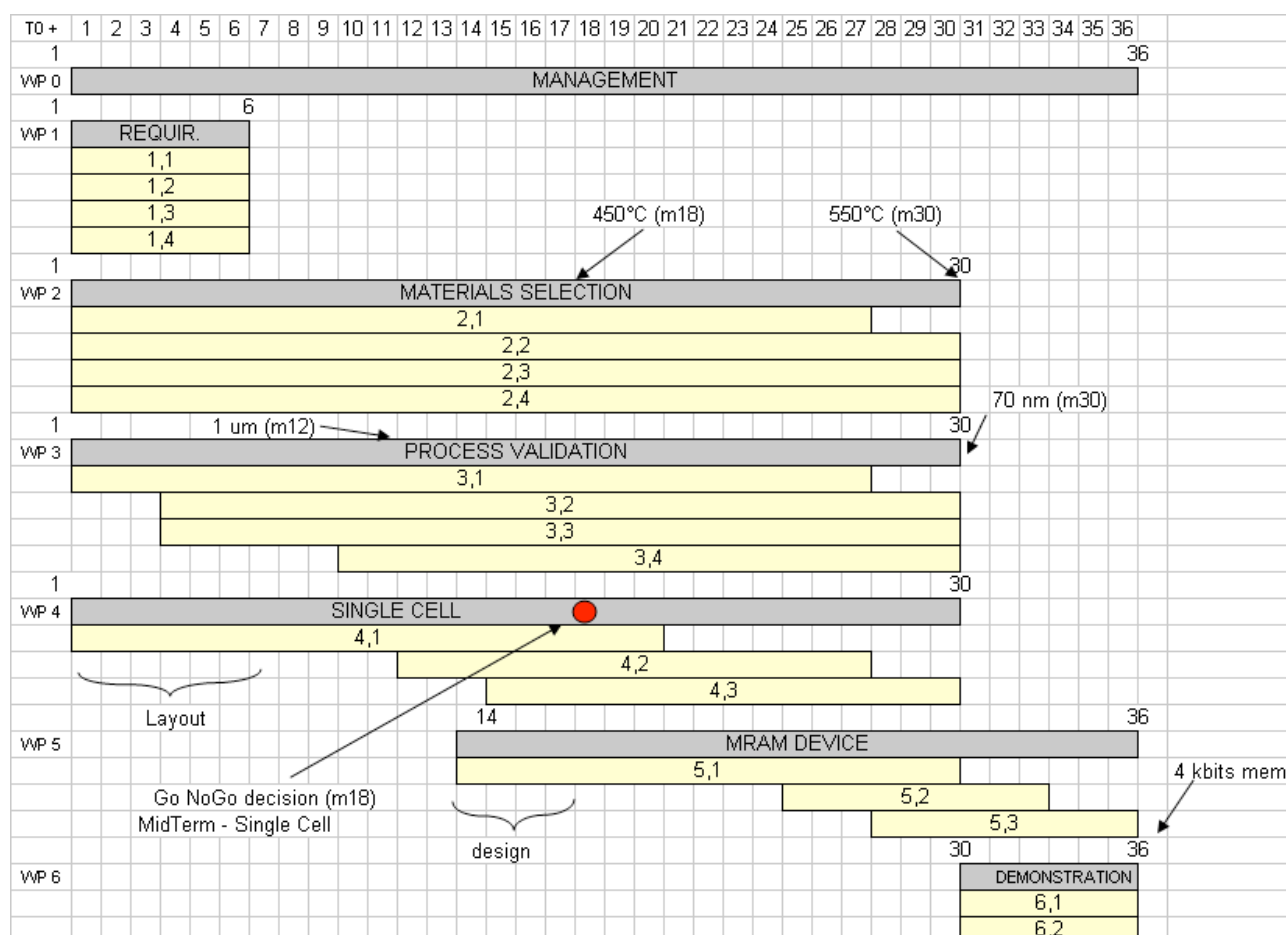 T0 + 1 2 3 4 5 6 7 8 9 10 11 12 13 14 15 16 17 18 19 20 21 22 23 24 25 26 27 28 29 30 31 32 33 34 35 36
1 36
WP 0 MANAGEMENT
1 6
WP 1 REQUIR.
1,1
1,2
1,3 450°C (m18) 550°C (m30)
1,4
1 30
WP 2 MATERIALS SELECTION
2,1
2,2
2,3
2,4 70 nm (m30)
1 1 um (m12) 30
WP 3 PROCESS VALIDATION
3,1
3,2
3,3
3,4
1 30
WP 4 SINGLE CELL
4,1
4,2
4,3
Layout 14 36
WP 5 MRAM DEVICE
5,1 4 kbits mem
Go NoGo decision (m18) 5,2
MidTerm - Single Cell 5,3
design 30 36
WP 6 DEMONSTRATION
6,1
6,2